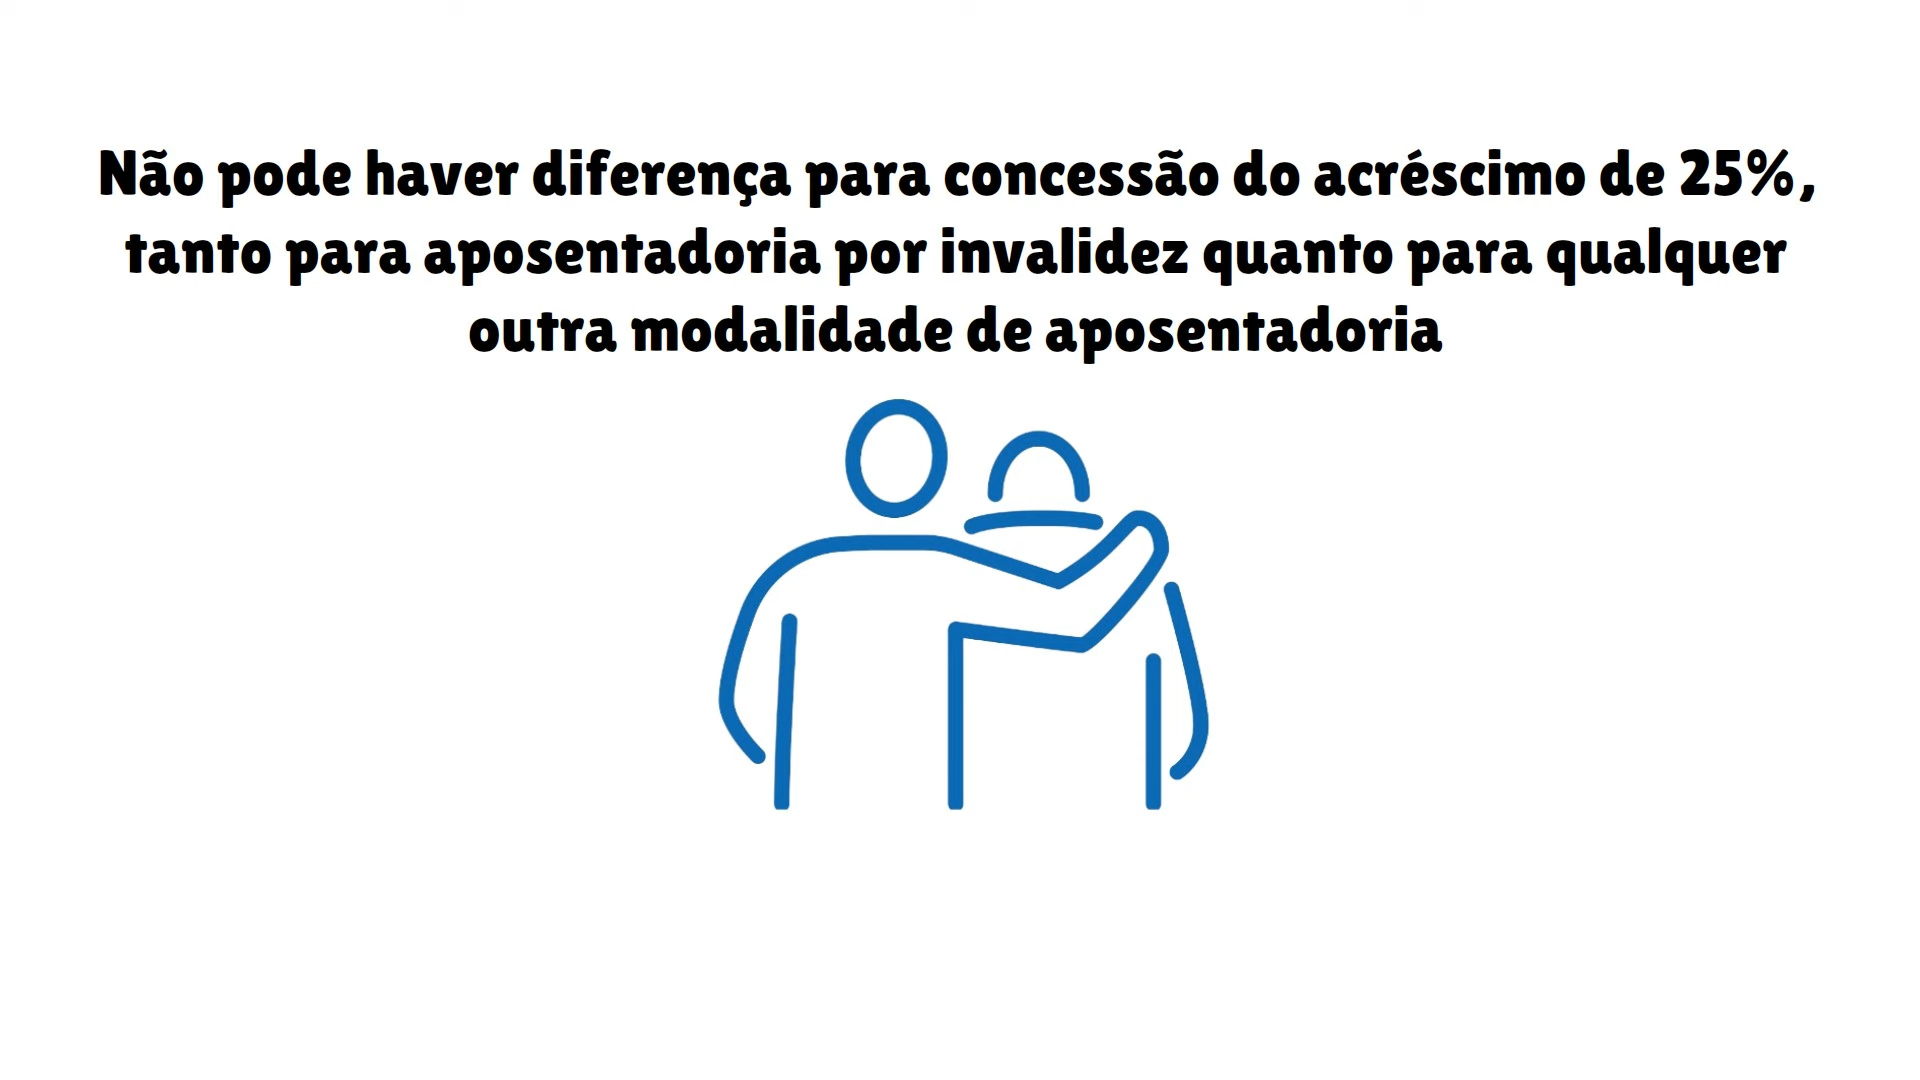 Não pode haver diferença para concessão do acréscimo de 25%,
tanto para aposentadoria por invalidez quanto para qualquer
outra modalidade de aposentadoria